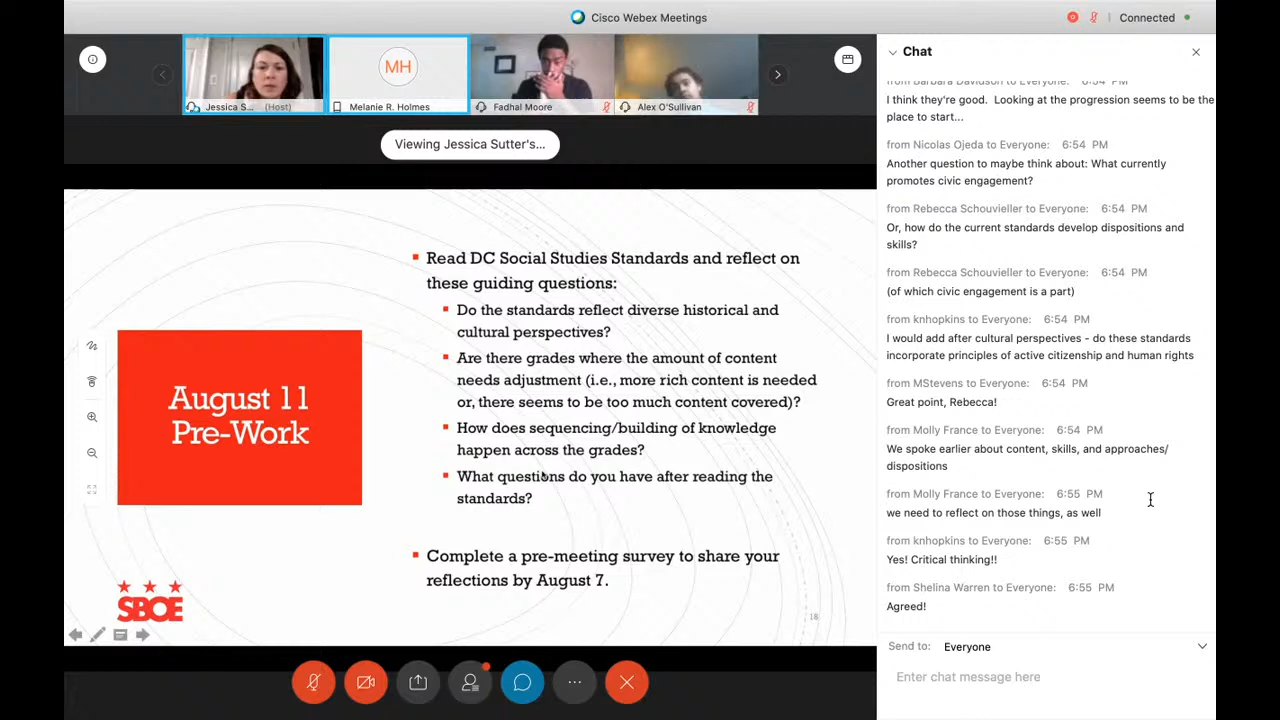 Cisco Webex Meetings
Connected
MH
Jessica S... (Host)
Melanie R. Holmes
Fadhal Moore
Alex O'Sullivan
Viewing Jessica Sutter's...
August 11
Pre-Work
Read DC Social Studies Standards and reflect on
these guiding questions:
Do the standards reflect diverse historical and
cultural perspectives?
Are there grades where the amount of content
needs adjustment (i.e., more rich content is needed
or, there seems to be too much content covered)?
How does sequencing/building of knowledge
happen across the grades?
What questions do you have after reading the
standards?
Complete a pre-meeting survey to share your
reflections by August 7.
SBOE
18
Chat
from Barbara Davidson to Everyone: 6:54 PM
I think they're good. Looking at the progression seems to be the
place to start...
from Nicolas Ojeda to Everyone: 6:54 PM
Another question to maybe think about: What currently
promotes civic engagement?
from Rebecca Schouvieller to Everyone: 6:54 PM
Or, how do the current standards develop dispositions and
skills?
from Rebecca Schouvieller to Everyone: 6:54 PM
(of which civic engagement is a part)
from knhopkins to Everyone: 6:54 PM
I would add after cultural perspectives - do these standards
incorporate principles of active citizenship and human rights
from MStevens to Everyone: 6:54 PM
Great point, Rebecca!
from Molly France to Everyone: 6:54 PM
We spoke earlier about content, skills, and approaches/
dispositions
from Molly France to Everyone: 6:55 PM
we need to reflect on those things, as well
from knhopkins to Everyone: 6:55 PM
Yes! Critical thinking!!
from Shelina Warren to Everyone: 6:55 PM
Agreed!
Send to: Everyone
Enter chat message here